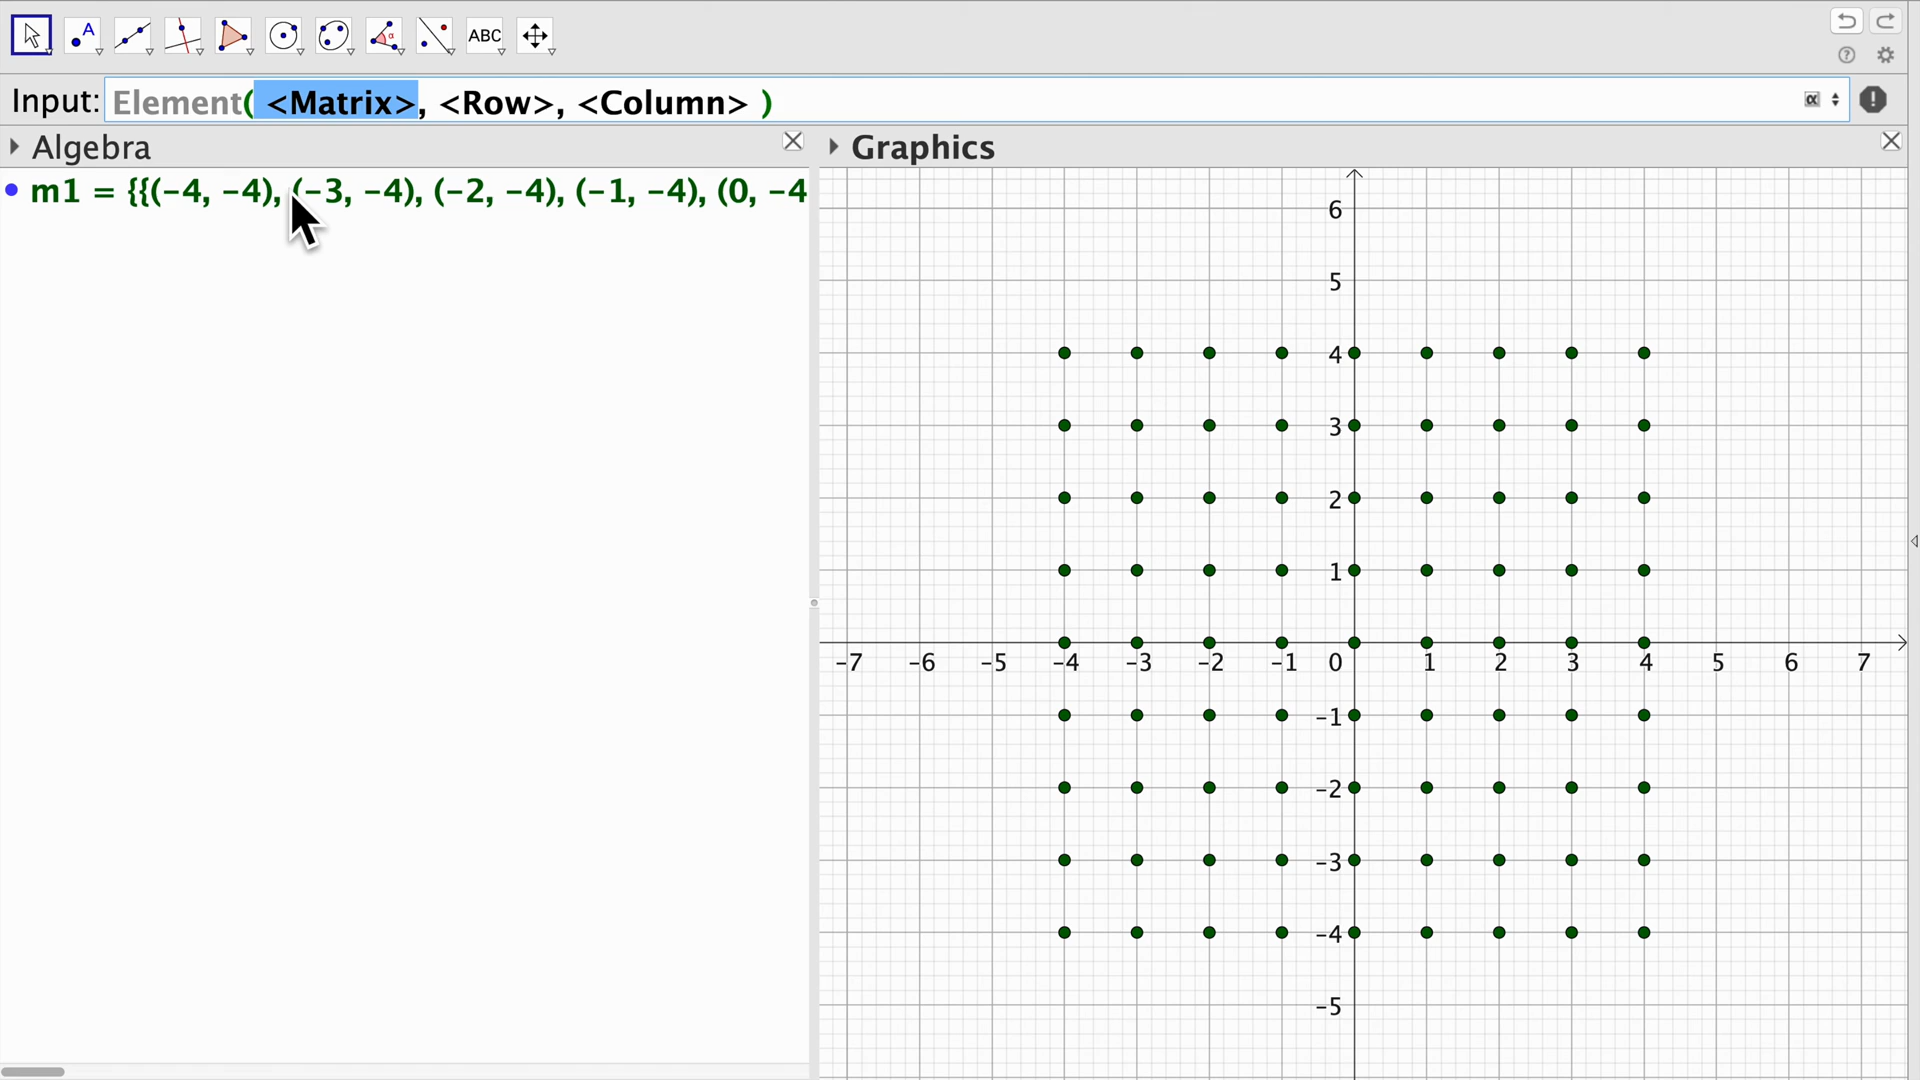 A
α
ABC
?
Input: Element( <Matrix>, <Row>, <Column> )
α
!
Algebra
Graphics
m1 = {{(−4, −4), (−3, −4), (−2, −4), (−1, −4), (0, −4
6
5
4
3
2
1
−7 −6 −5 −4 −3 −2 −1 0 1 2 3 4 5 6 7
−1
−2
−3
−4
−5